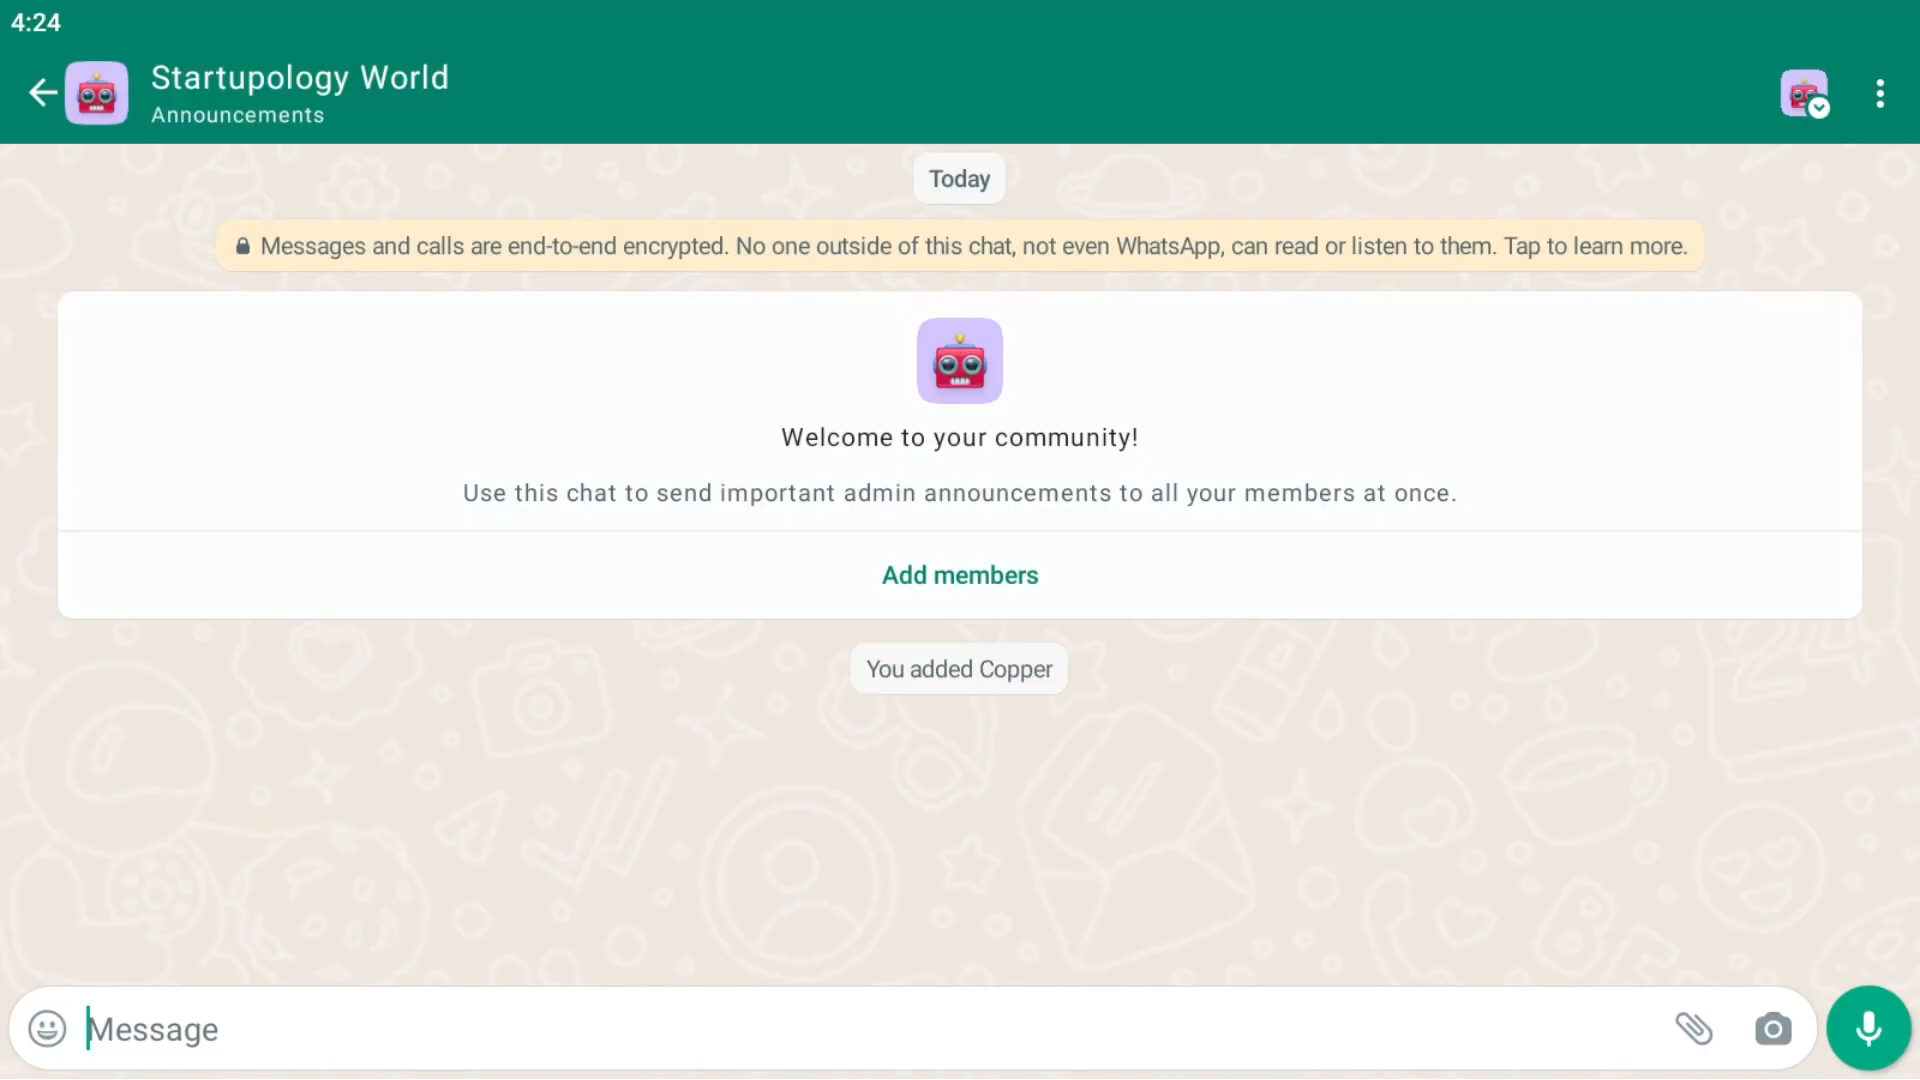 4:24
Startupology World
Announcements
Today
Messages and calls are end-to-end encrypted. No one outside of this chat, not even WhatsApp, can read or listen to them. Tap to learn more.
Welcome to your community!
Use this chat to send important admin announcements to all your members at once.
Add members
You added Copper
Message